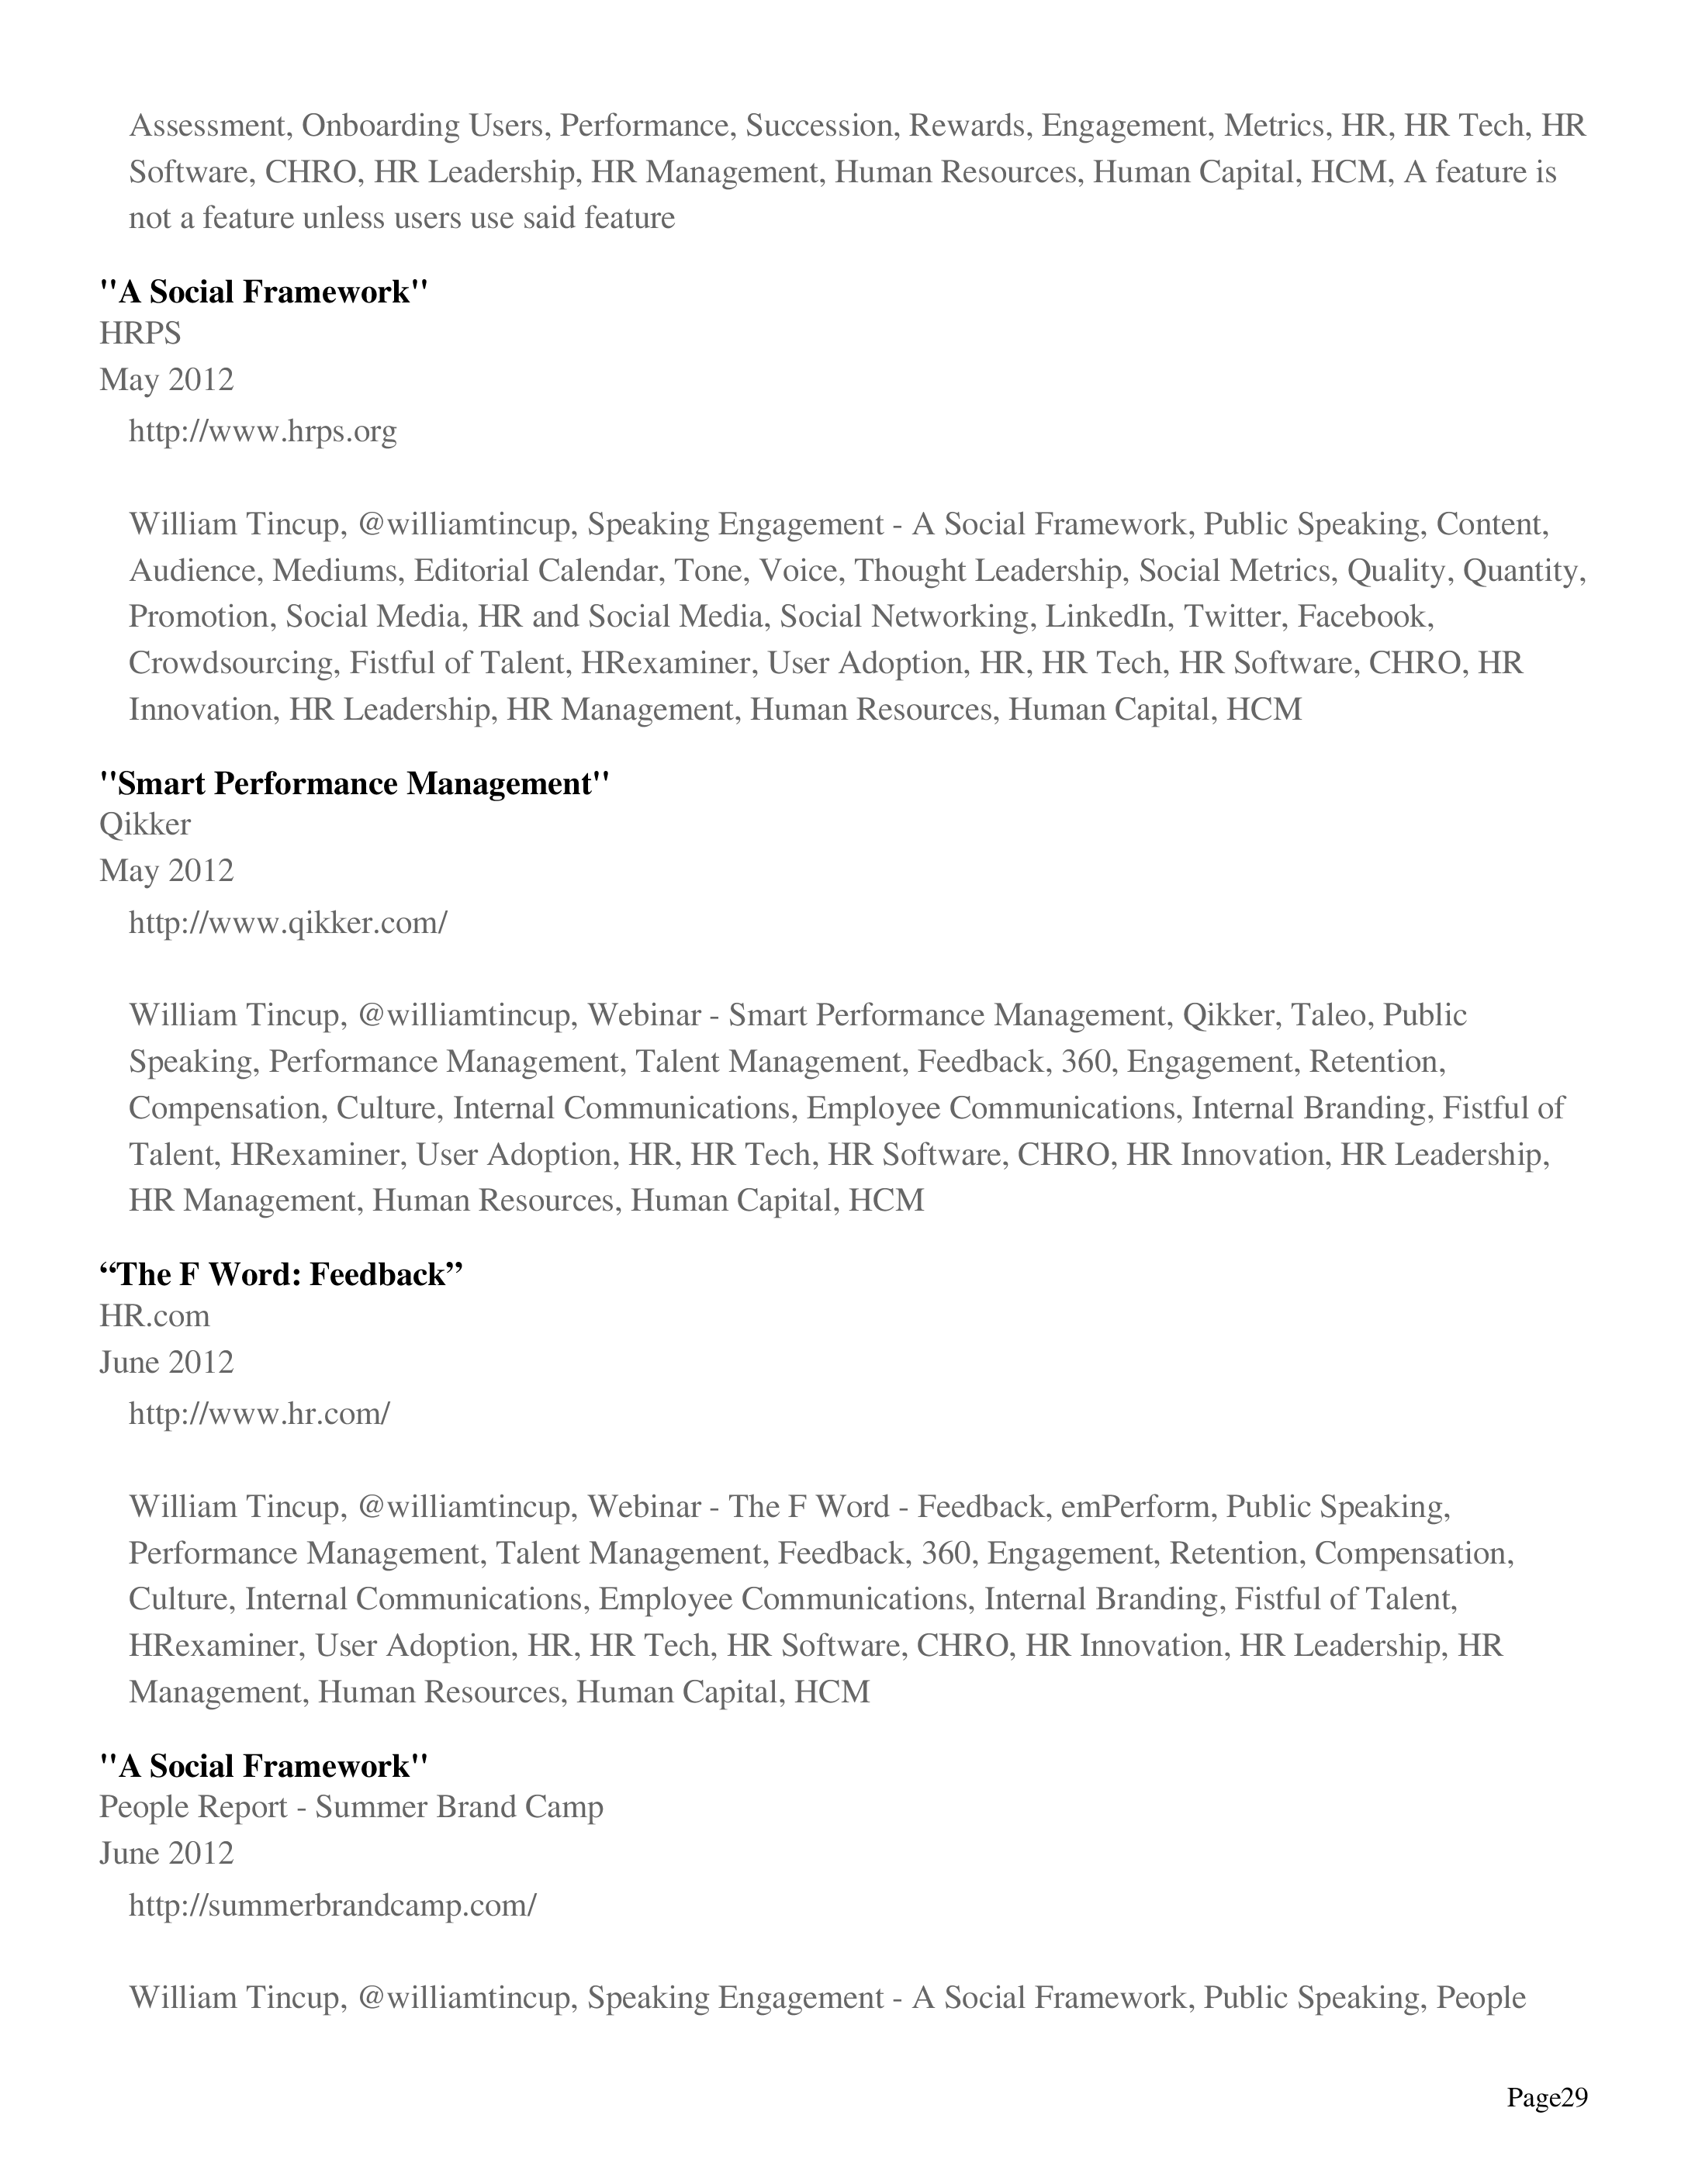 Assessment, Onboarding Users, Performance, Succession, Rewards, Engagement, Metrics, HR, HR Tech, HR
Software, CHRO, HR Leadership, HR Management, Human Resources, Human Capital, HCM, A feature is
not a feature unless users use said feature
"A Social Framework"
HRPS
May 2012
http://www.hrps.org
William Tincup, @williamtincup, Speaking Engagement - A Social Framework, Public Speaking, Content,
Audience, Mediums, Editorial Calendar, Tone, Voice, Thought Leadership, Social Metrics, Quality, Quantity,
Promotion, Social Media, HR and Social Media, Social Networking, LinkedIn, Twitter, Facebook,
Crowdsourcing, Fistful of Talent, HRexaminer, User Adoption, HR, HR Tech, HR Software, CHRO, HR
Innovation, HR Leadership, HR Management, Human Resources, Human Capital, HCM
"Smart Performance Management"
Qikker
May 2012
http://www.qikker.com/
William Tincup, @williamtincup, Webinar - Smart Performance Management, Qikker, Taleo, Public
Speaking, Performance Management, Talent Management, Feedback, 360, Engagement, Retention,
Compensation, Culture, Internal Communications, Employee Communications, Internal Branding, Fistful of
Talent, HRexaminer, User Adoption, HR, HR Tech, HR Software, CHRO, HR Innovation, HR Leadership,
HR Management, Human Resources, Human Capital, HCM
“The F Word: Feedback”
HR.com
June 2012
http://www.hr.com/
William Tincup, @williamtincup, Webinar - The F Word - Feedback, emPerform, Public Speaking,
Performance Management, Talent Management, Feedback, 360, Engagement, Retention, Compensation,
Culture, Internal Communications, Employee Communications, Internal Branding, Fistful of Talent,
HRexaminer, User Adoption, HR, HR Tech, HR Software, CHRO, HR Innovation, HR Leadership, HR
Management, Human Resources, Human Capital, HCM
"A Social Framework"
People Report - Summer Brand Camp
June 2012
http://summerbrandcamp.com/
William Tincup, @williamtincup, Speaking Engagement - A Social Framework, Public Speaking, People
Page29